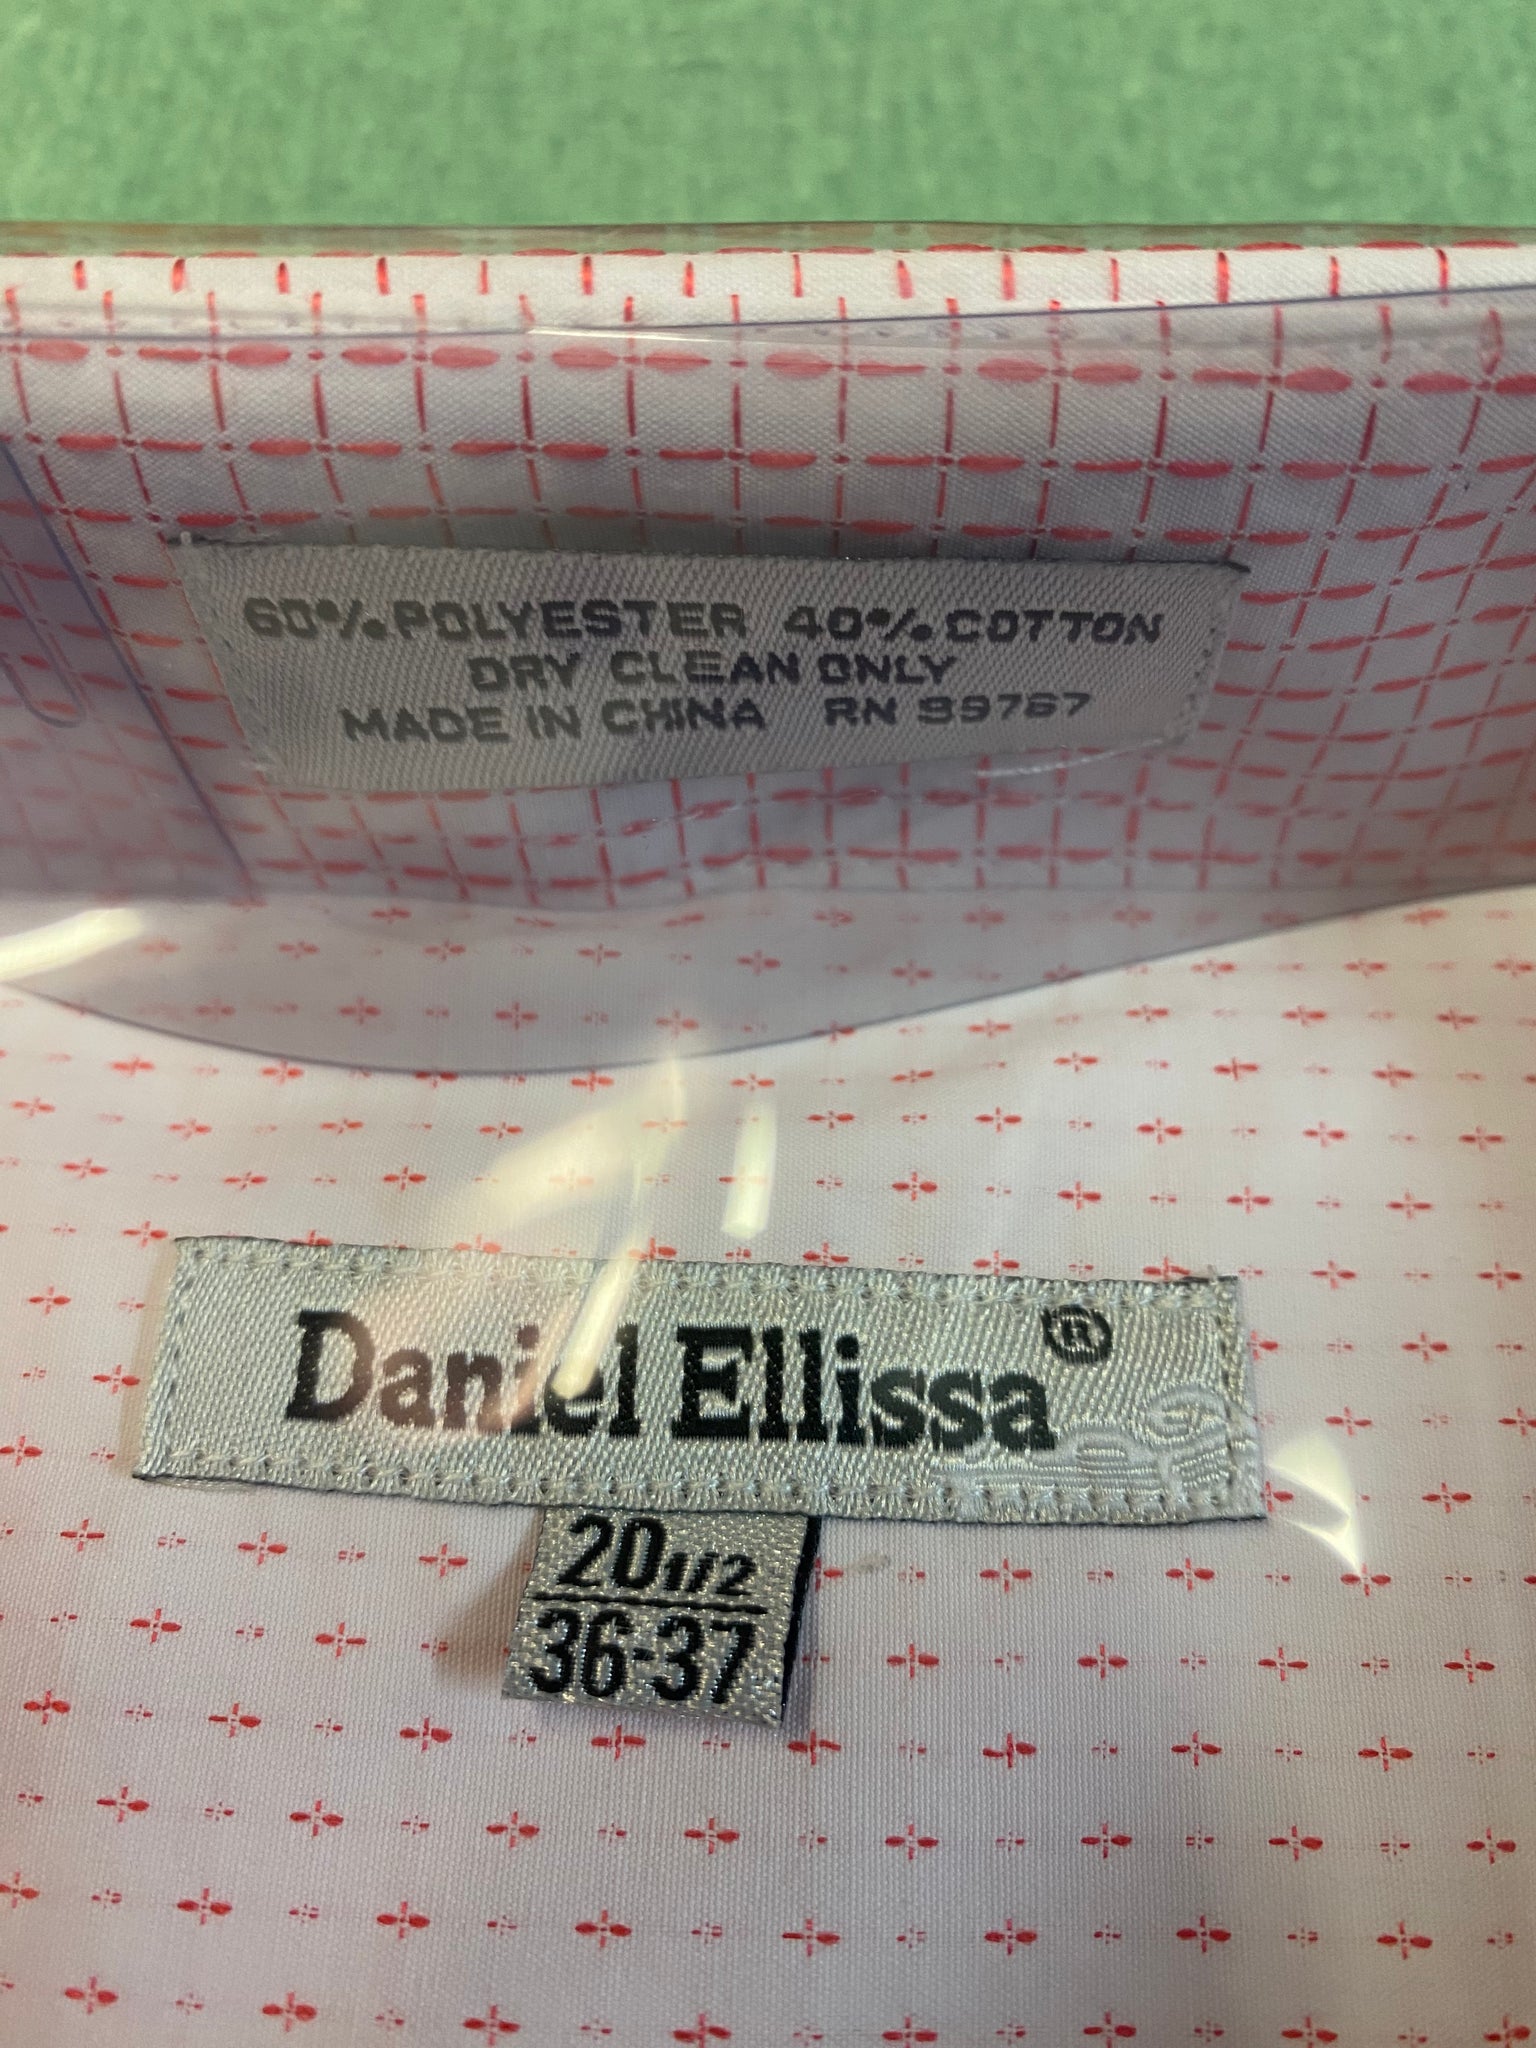 60% POLYESTER 40% COTTON
DRY CLEAN ONLY
MADE IN CHINA RN 99767
Daniel Ellissa®
20 1/2
36-37